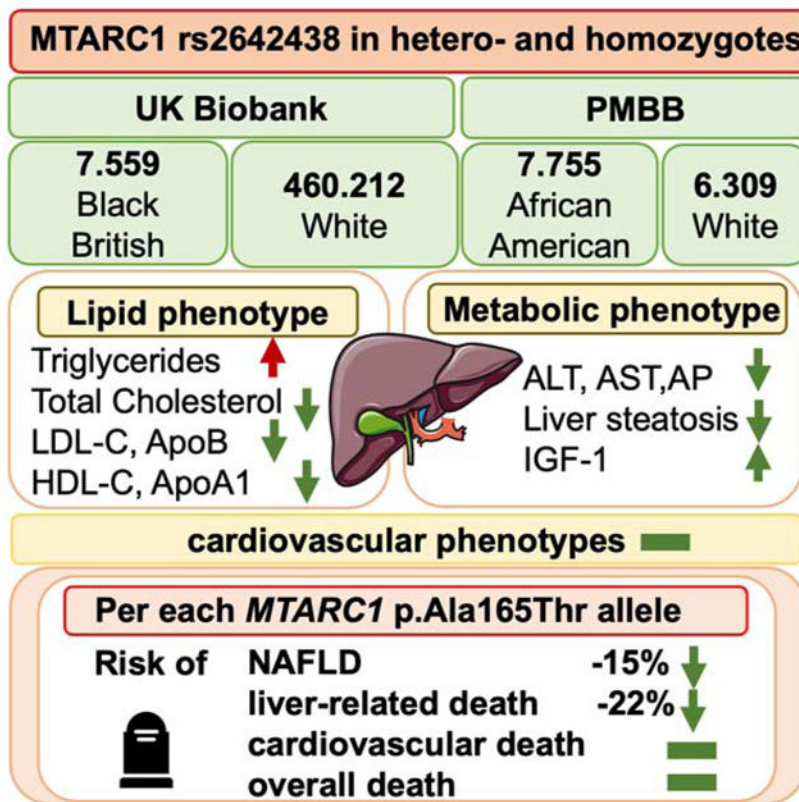 MTARC1 rs2642438 in hetero- and homozygotes
UK Biobank
PMBB
7.559
Black
British
460.212
White
7.755
African
American
6.309
White
Lipid phenotype
Triglycerides
Total Cholesterol
LDL-C, ApoB
HDL-C, ApoA1
Metabolic phenotype
ALT, AST,AP
Liver steatosis
IGF-1
cardiovascular phenotypes
Per each MTARC1 p.Ala165Thr allele
Risk of
NAFLD -15%
liver-related death -22%
cardiovascular death
overall death